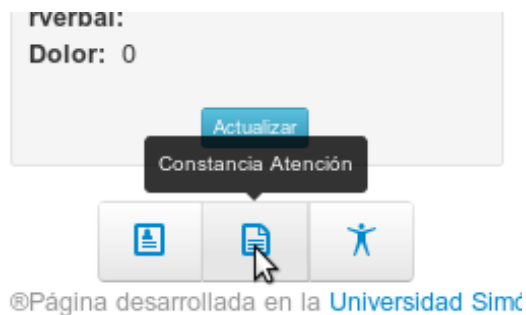 rverbal:
Dolor: 0
Actualizar
Constancia Atención
®Página desarrollada en la Universidad Simó